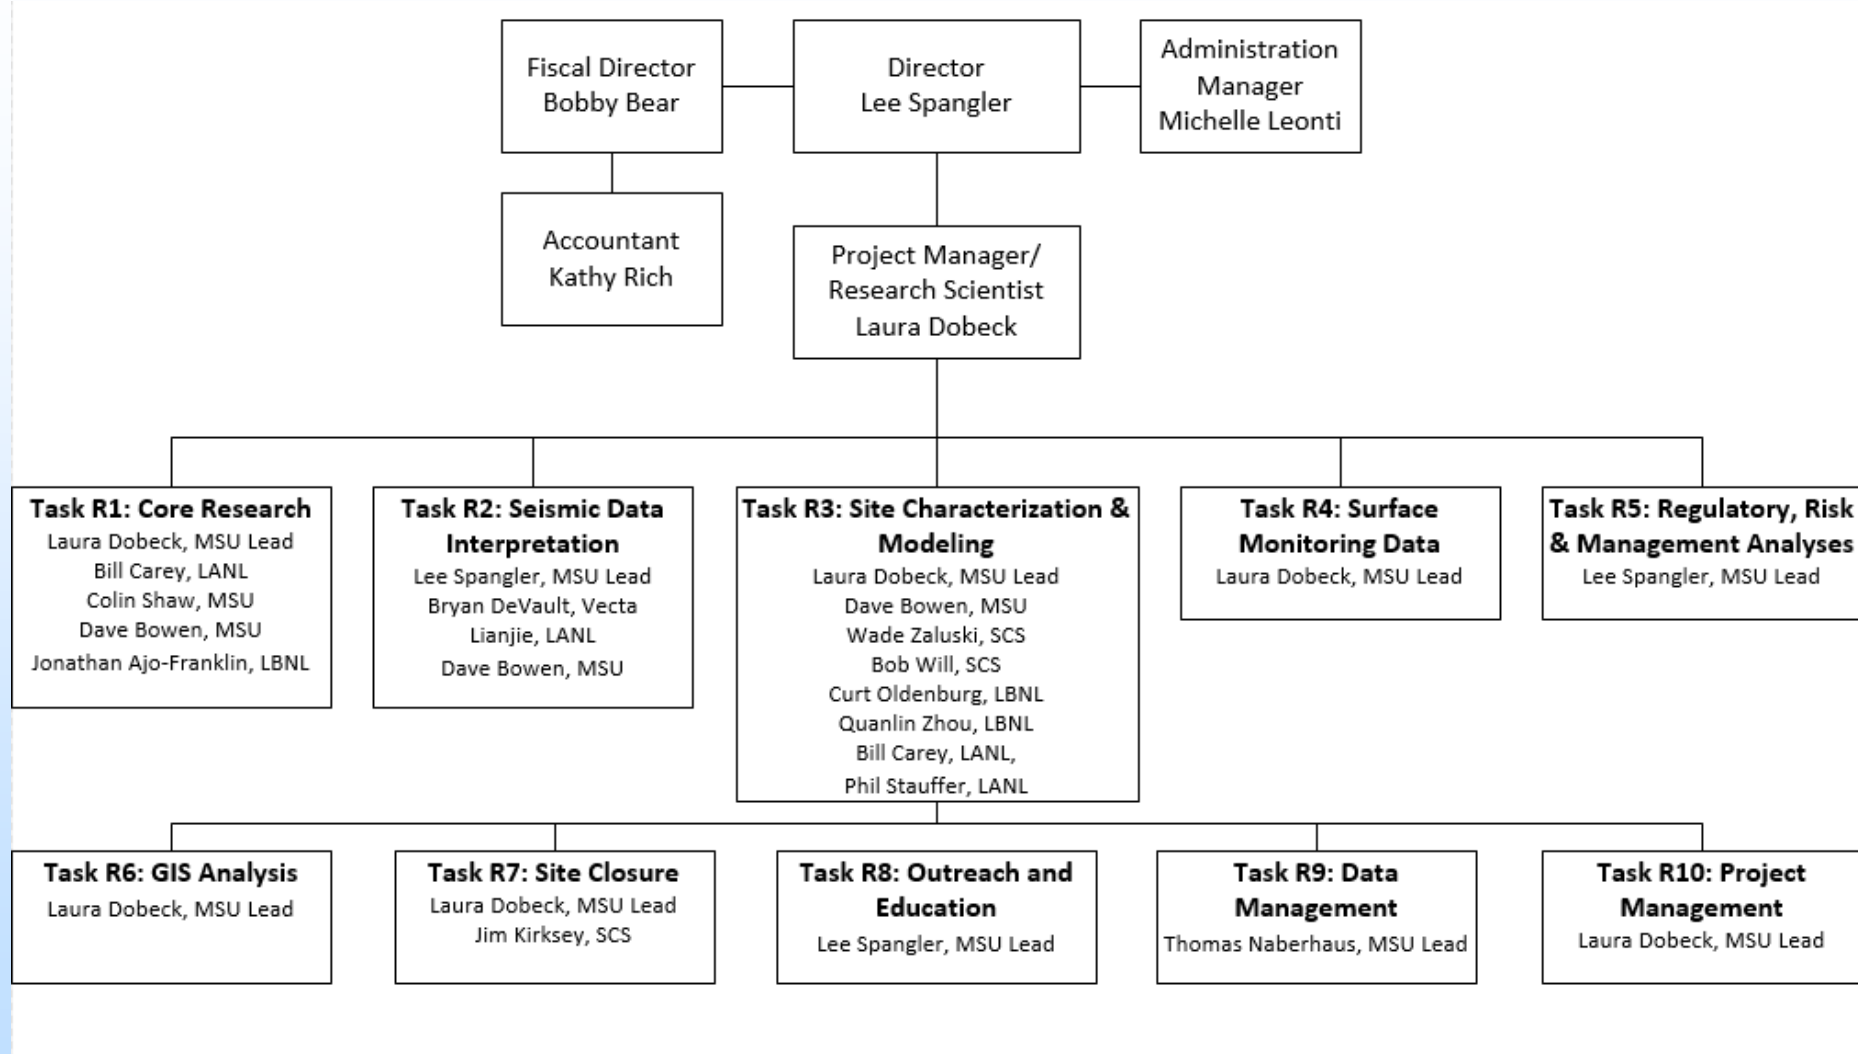 Fiscal Director
Bobby Bear
Director
Lee Spangler
Administration
Manager
Michelle Leonti
Accountant
Kathy Rich
Project Manager/
Research Scientist
Laura Dobeck
Task R1: Core Research
Laura Dobeck, MSU Lead
Bill Carey, LANL
Colin Shaw, MSU
Dave Bowen, MSU
Jonathan Ajo-Franklin, LBNL
Task R2: Seismic Data
Interpretation
Lee Spangler, MSU Lead
Bryan DeVault, Vecta
Lianjie, LANL
Dave Bowen, MSU
Task R3: Site Characterization &
Modeling
Laura Dobeck, MSU Lead
Dave Bowen, MSU
Wade Zaluski, SCS
Bob Will, SCS
Curt Oldenburg, LBNL
Quanlin Zhou, LBNL
Bill Carey, LANL,
Phil Stauffer, LANL
Task R4: Surface
Monitoring Data
Laura Dobeck, MSU Lead
Task R5: Regulatory, Risk
& Management Analyses
Lee Spangler, MSU Lead
Task R6: GIS Analysis
Laura Dobeck, MSU Lead
Task R7: Site Closure
Laura Dobeck, MSU Lead
Jim Kirksey, SCS
Task R8: Outreach and
Education
Lee Spangler, MSU Lead
Task R9: Data
Management
Thomas Naberhaus, MSU Lead
Task R10: Project
Management
Laura Dobeck, MSU Lead